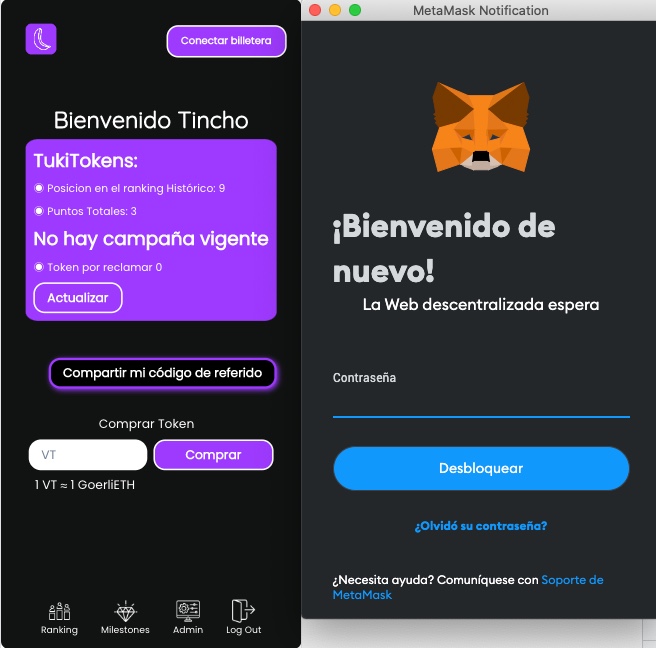 Conectar billetera
Bienvenido Tincho
TukiTokens:
Posicion en el ranking Histórico: 9
Puntos Totales: 3
No hay campaña vigente
Token por reclamar 0
Actualizar
Compartir mi código de referido
Comprar Token
VT
Comprar
1 VT ≈ 1 GoerliETH
Ranking
Milestones
Admin
Log Out
MetaMask Notification
¡Bienvenido de
nuevo!
La Web descentralizada espera
Contraseña
Desbloquear
¿Olvidó su contraseña?
¿Necesita ayuda? Comuníquese con Soporte de
MetaMask